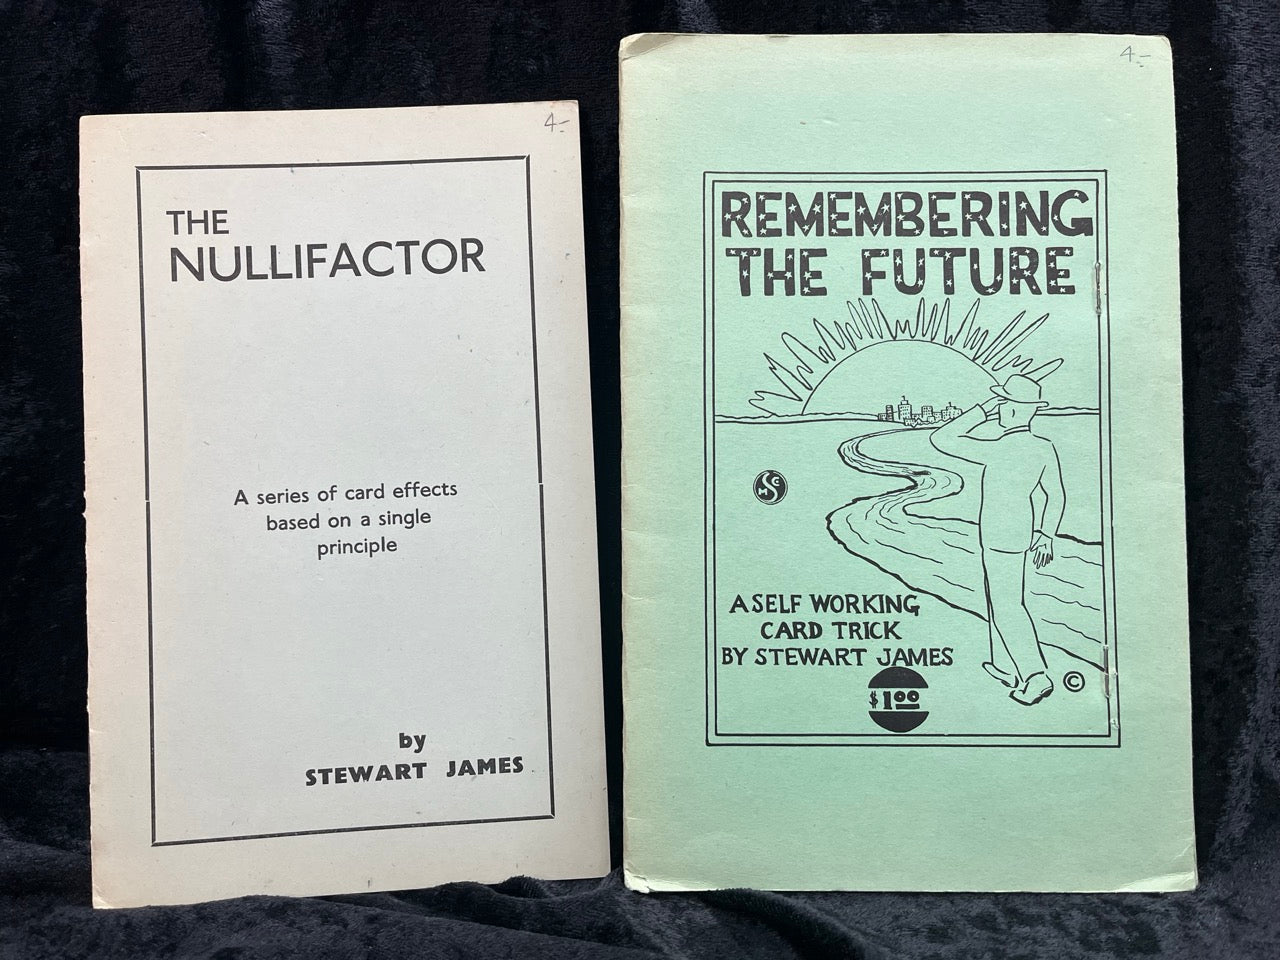 4.-
THE
NULLIFACTOR
A series of card effects
based on a single
principle
by
STEWART JAMES
4.-
REMEMBERING
THE FUTURE
A SELF WORKING
CARD TRICK
BY STEWART JAMES
©
$1.00